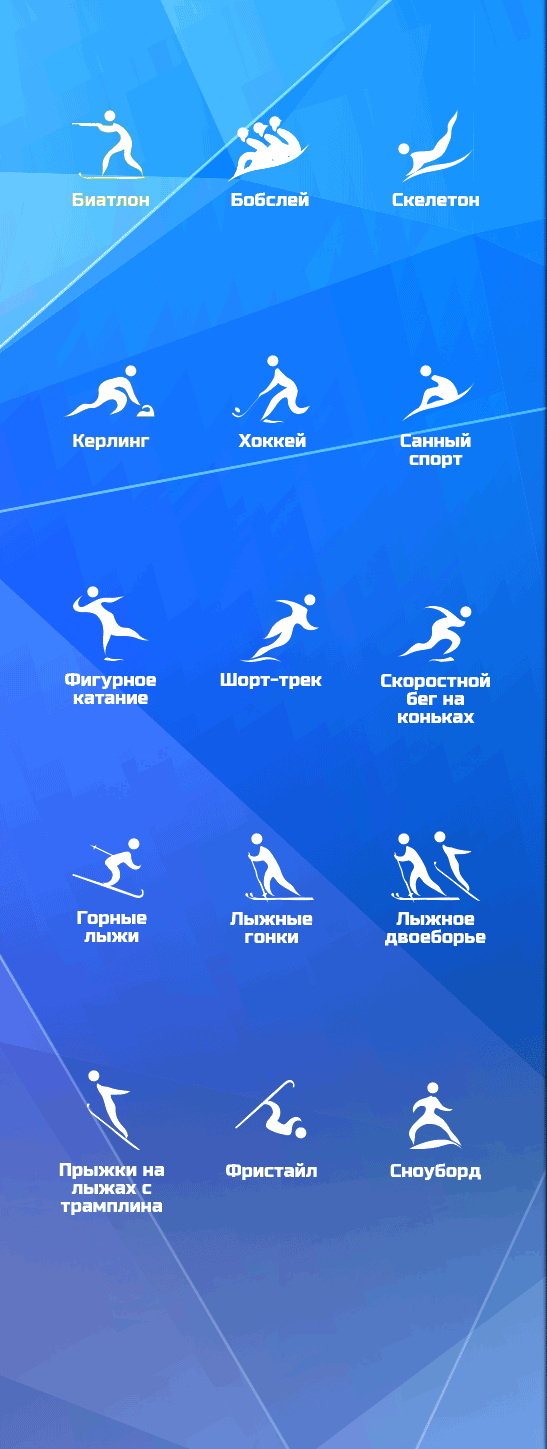 Биатлон
Бобслей
Скелетон
Керлинг
Хоккей
Санный
спорт
Фигурное
катание
Шорт-трек
Скоростной
бег на
коньках
Горные
лыжи
Лыжные
гонки
Лыжное
двоеборье
Прыжки на
лыжах с
трамплина
Фристайл
Сноуборд